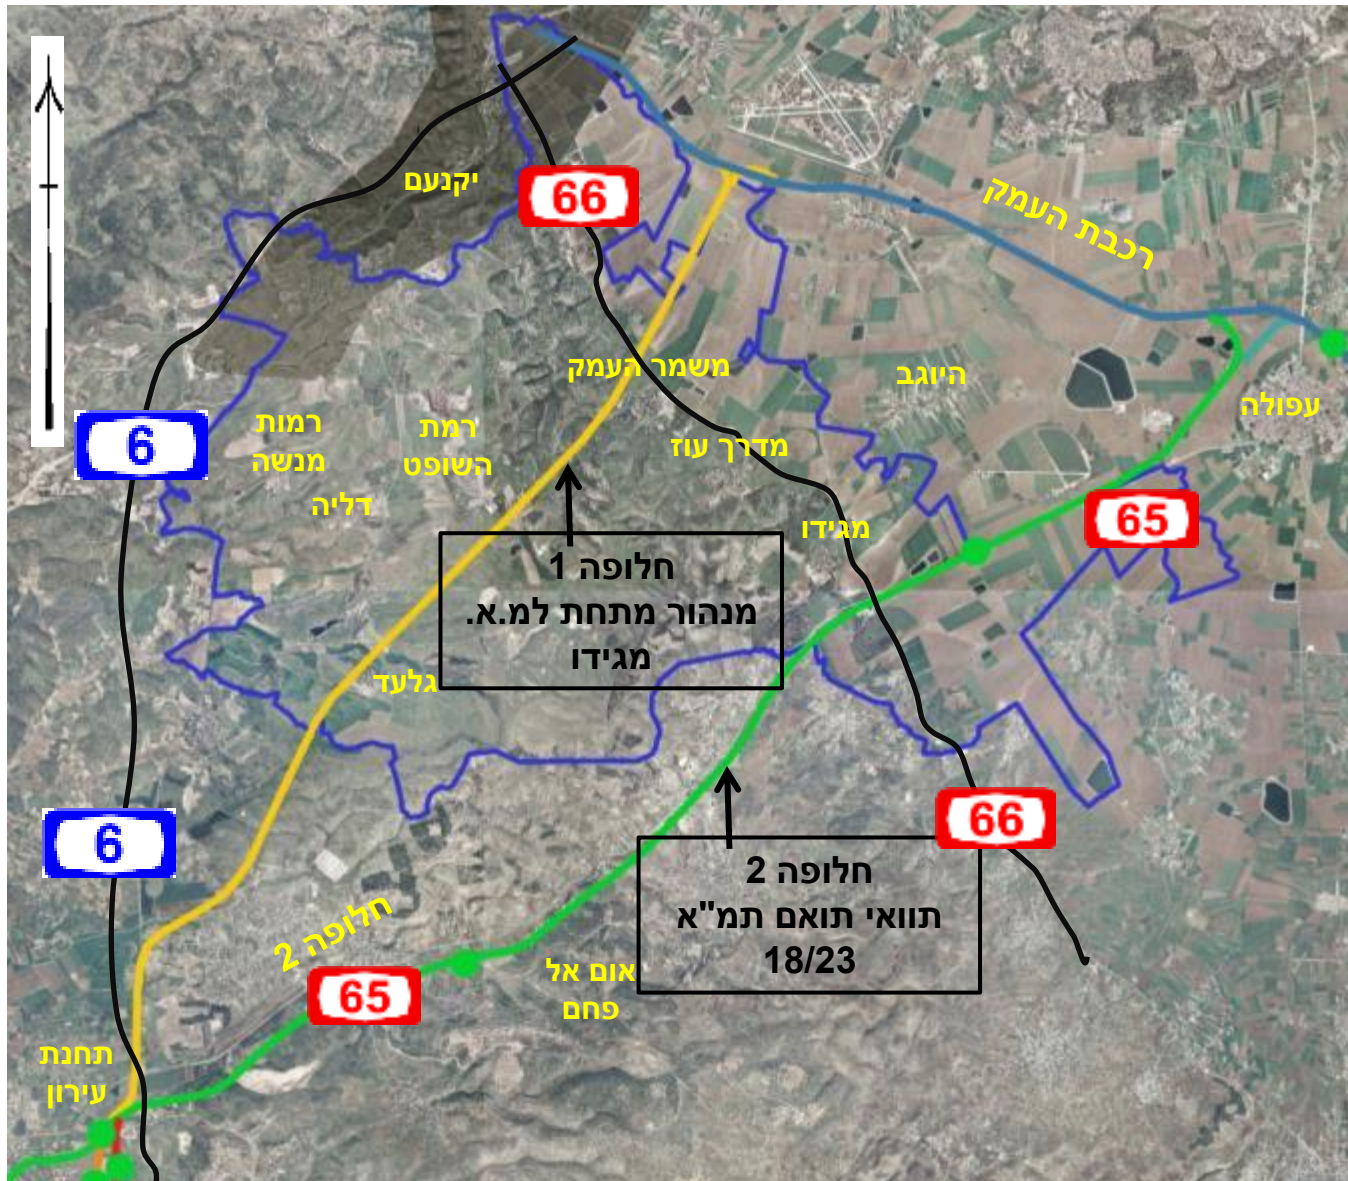 יקנעם
66
רכבת העמק
משמר העמק
היוגב
עפולה
רמות
מנשה
רמת
השופט
6
מדרך עוז
דליה
מגידו
65
חלופה 1
מנהור מתחת למ.א.
מגידו
גלעד
66
6
חלופה 2
תוואי תואם תמ"א
18/23
חלופה 2
65
אום אל
פחם
תחנת
עירון